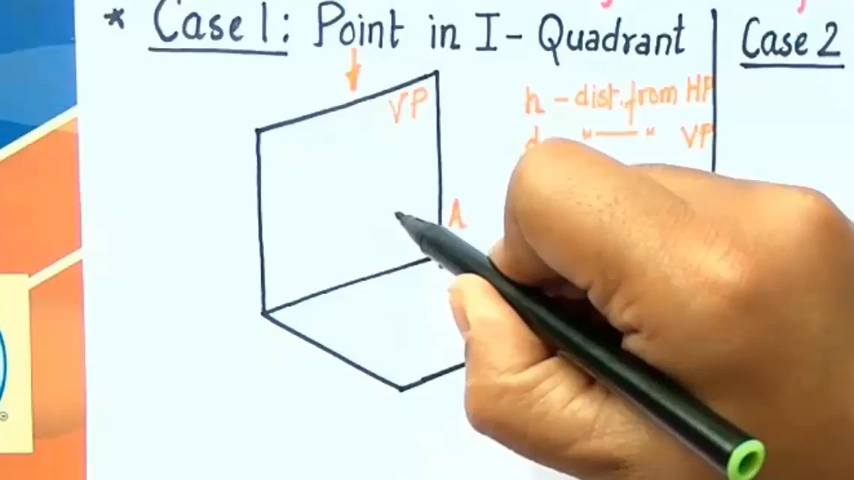 * Case 1: Point in I - Quadrant
Case 2
VP
h - dist. from HP
d - " — " VP
®